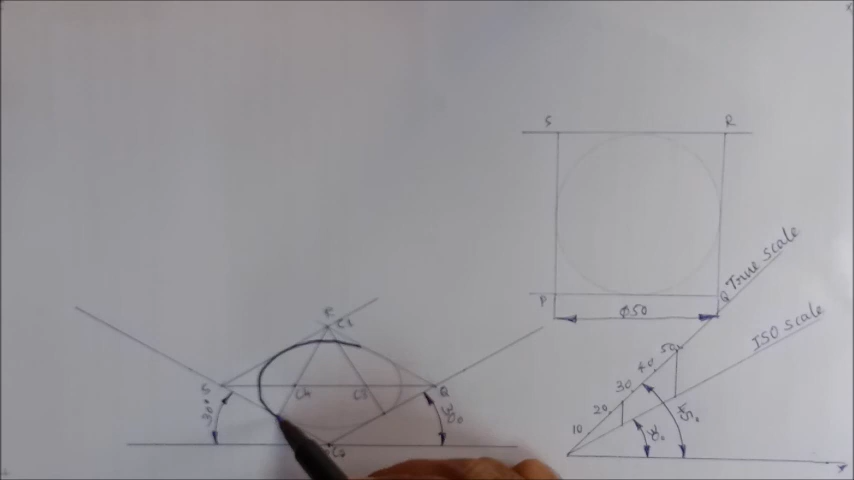 S
R
P
Q
Ø50
True scale
ISO scale
50
40
30
20
10
45°
30°
R
C1
S
C4
C3
Q
30°
30°
C2